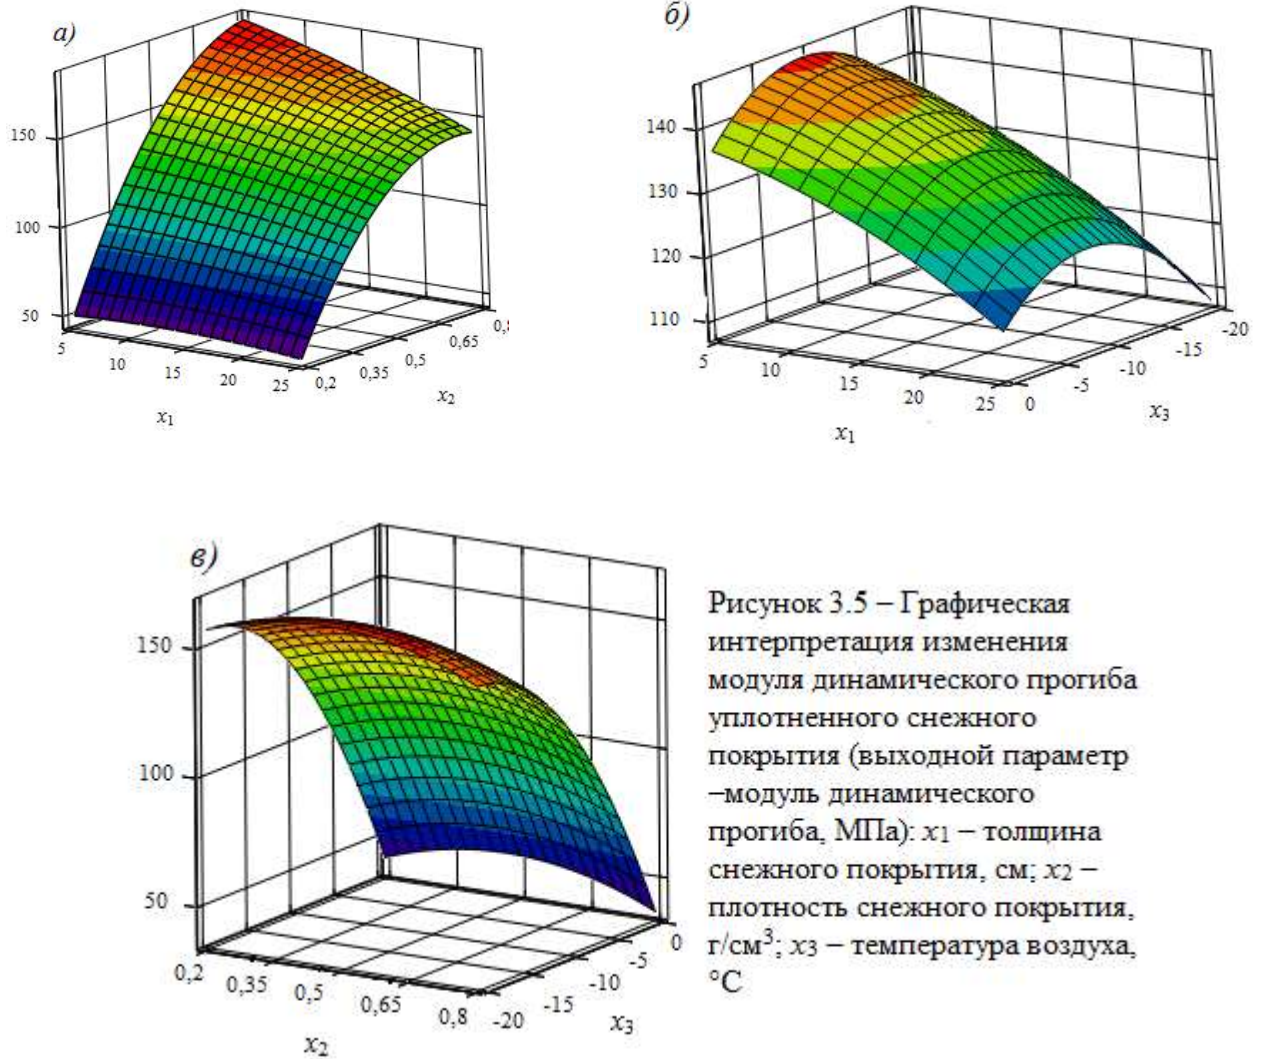 а)
150
100
50
5
10
15
20
25
x1
0,2
0,35
0,5
0,65
x2
б)
140
130
120
110
5
10
15
20
25
x1
0
-5
-10
-15
-20
x3
в)
150
100
50
0,2
0,35
0,5
0,65
0,8
x2
-20
-15
-10
-5
0
x3
Рисунок 3.5 – Графическая
интерпретация изменения
модуля динамического прогиба
уплотненного снежного
покрытия (выходной параметр
–модуль динамического
прогиба, МПа): x1 – толщина
снежного покрытия, см; x2 –
плотность снежного покрытия,
г/см³; x3 – температура воздуха,
°С